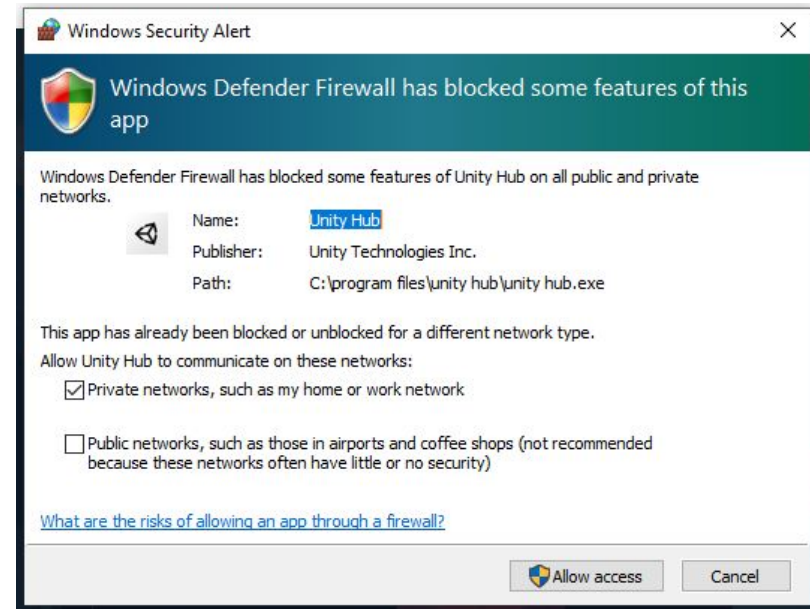 Windows Security Alert
Windows Defender Firewall has blocked some features of this
app
Windows Defender Firewall has blocked some features of Unity Hub on all public and private
networks.
Name: Unity Hub
Publisher: Unity Technologies Inc.
Path: C:\program files\unity hub\unity hub.exe
This app has already been blocked or unblocked for a different network type.
Allow Unity Hub to communicate on these networks:
Private networks, such as my home or work network
Public networks, such as those in airports and coffee shops (not recommended
because these networks often have little or no security)
What are the risks of allowing an app through a firewall?
Allow access Cancel